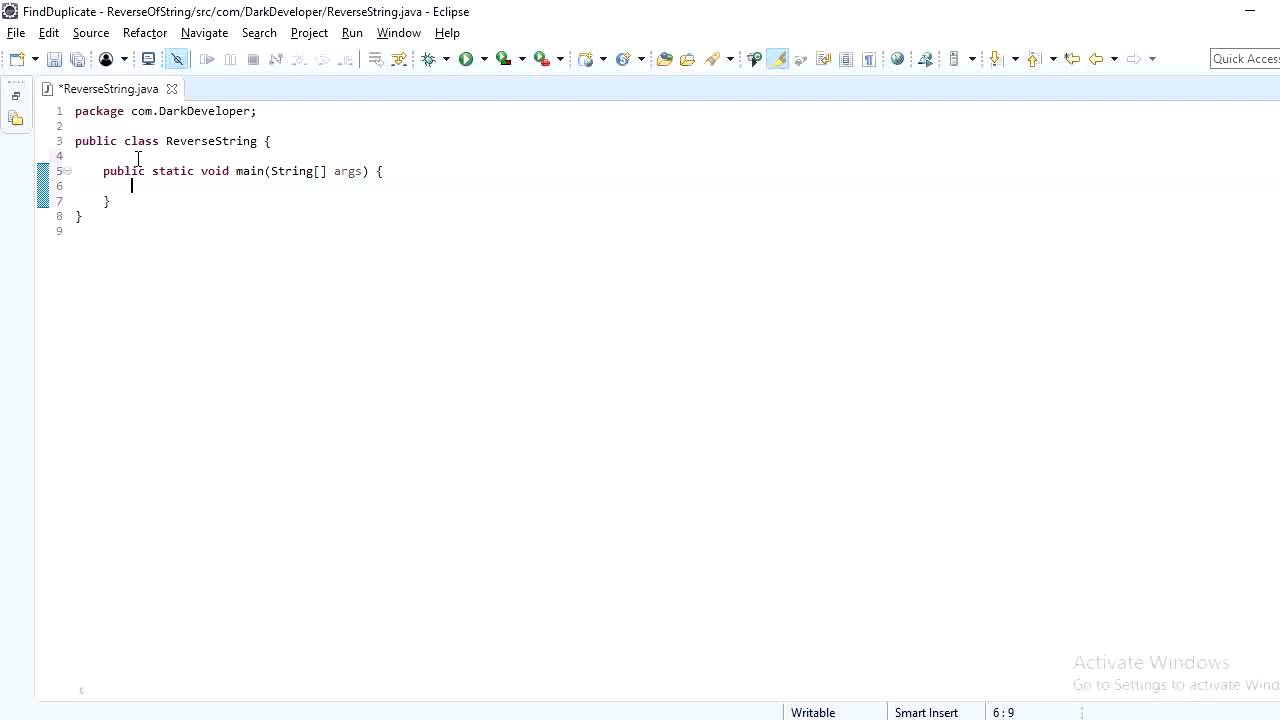 FindDuplicate - ReverseOfString/src/com/DarkDeveloper/ReverseString.java - Eclipse
File Edit Source Refactor Navigate Search Project Run Window Help
Quick Access
*ReverseString.java
1 package com.DarkDeveloper;
2
3 public class ReverseString {
4
5 public static void main(String[] args) {
6
7 }
8 }
9
Activate Windows
Go to Settings to activate Wind
Writable Smart Insert 6:9